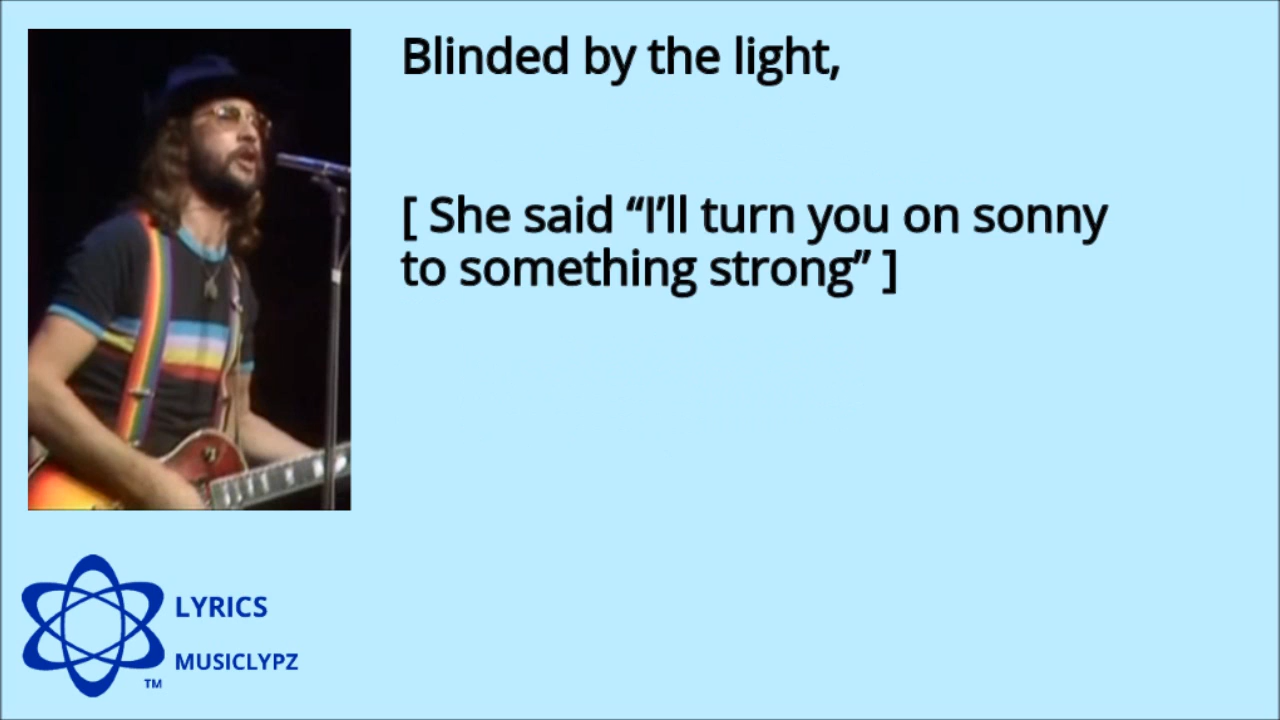 Blinded by the light,
[ She said “I’ll turn you on sonny
to something strong” ]
LYRICS
MUSICLYPZ
TM